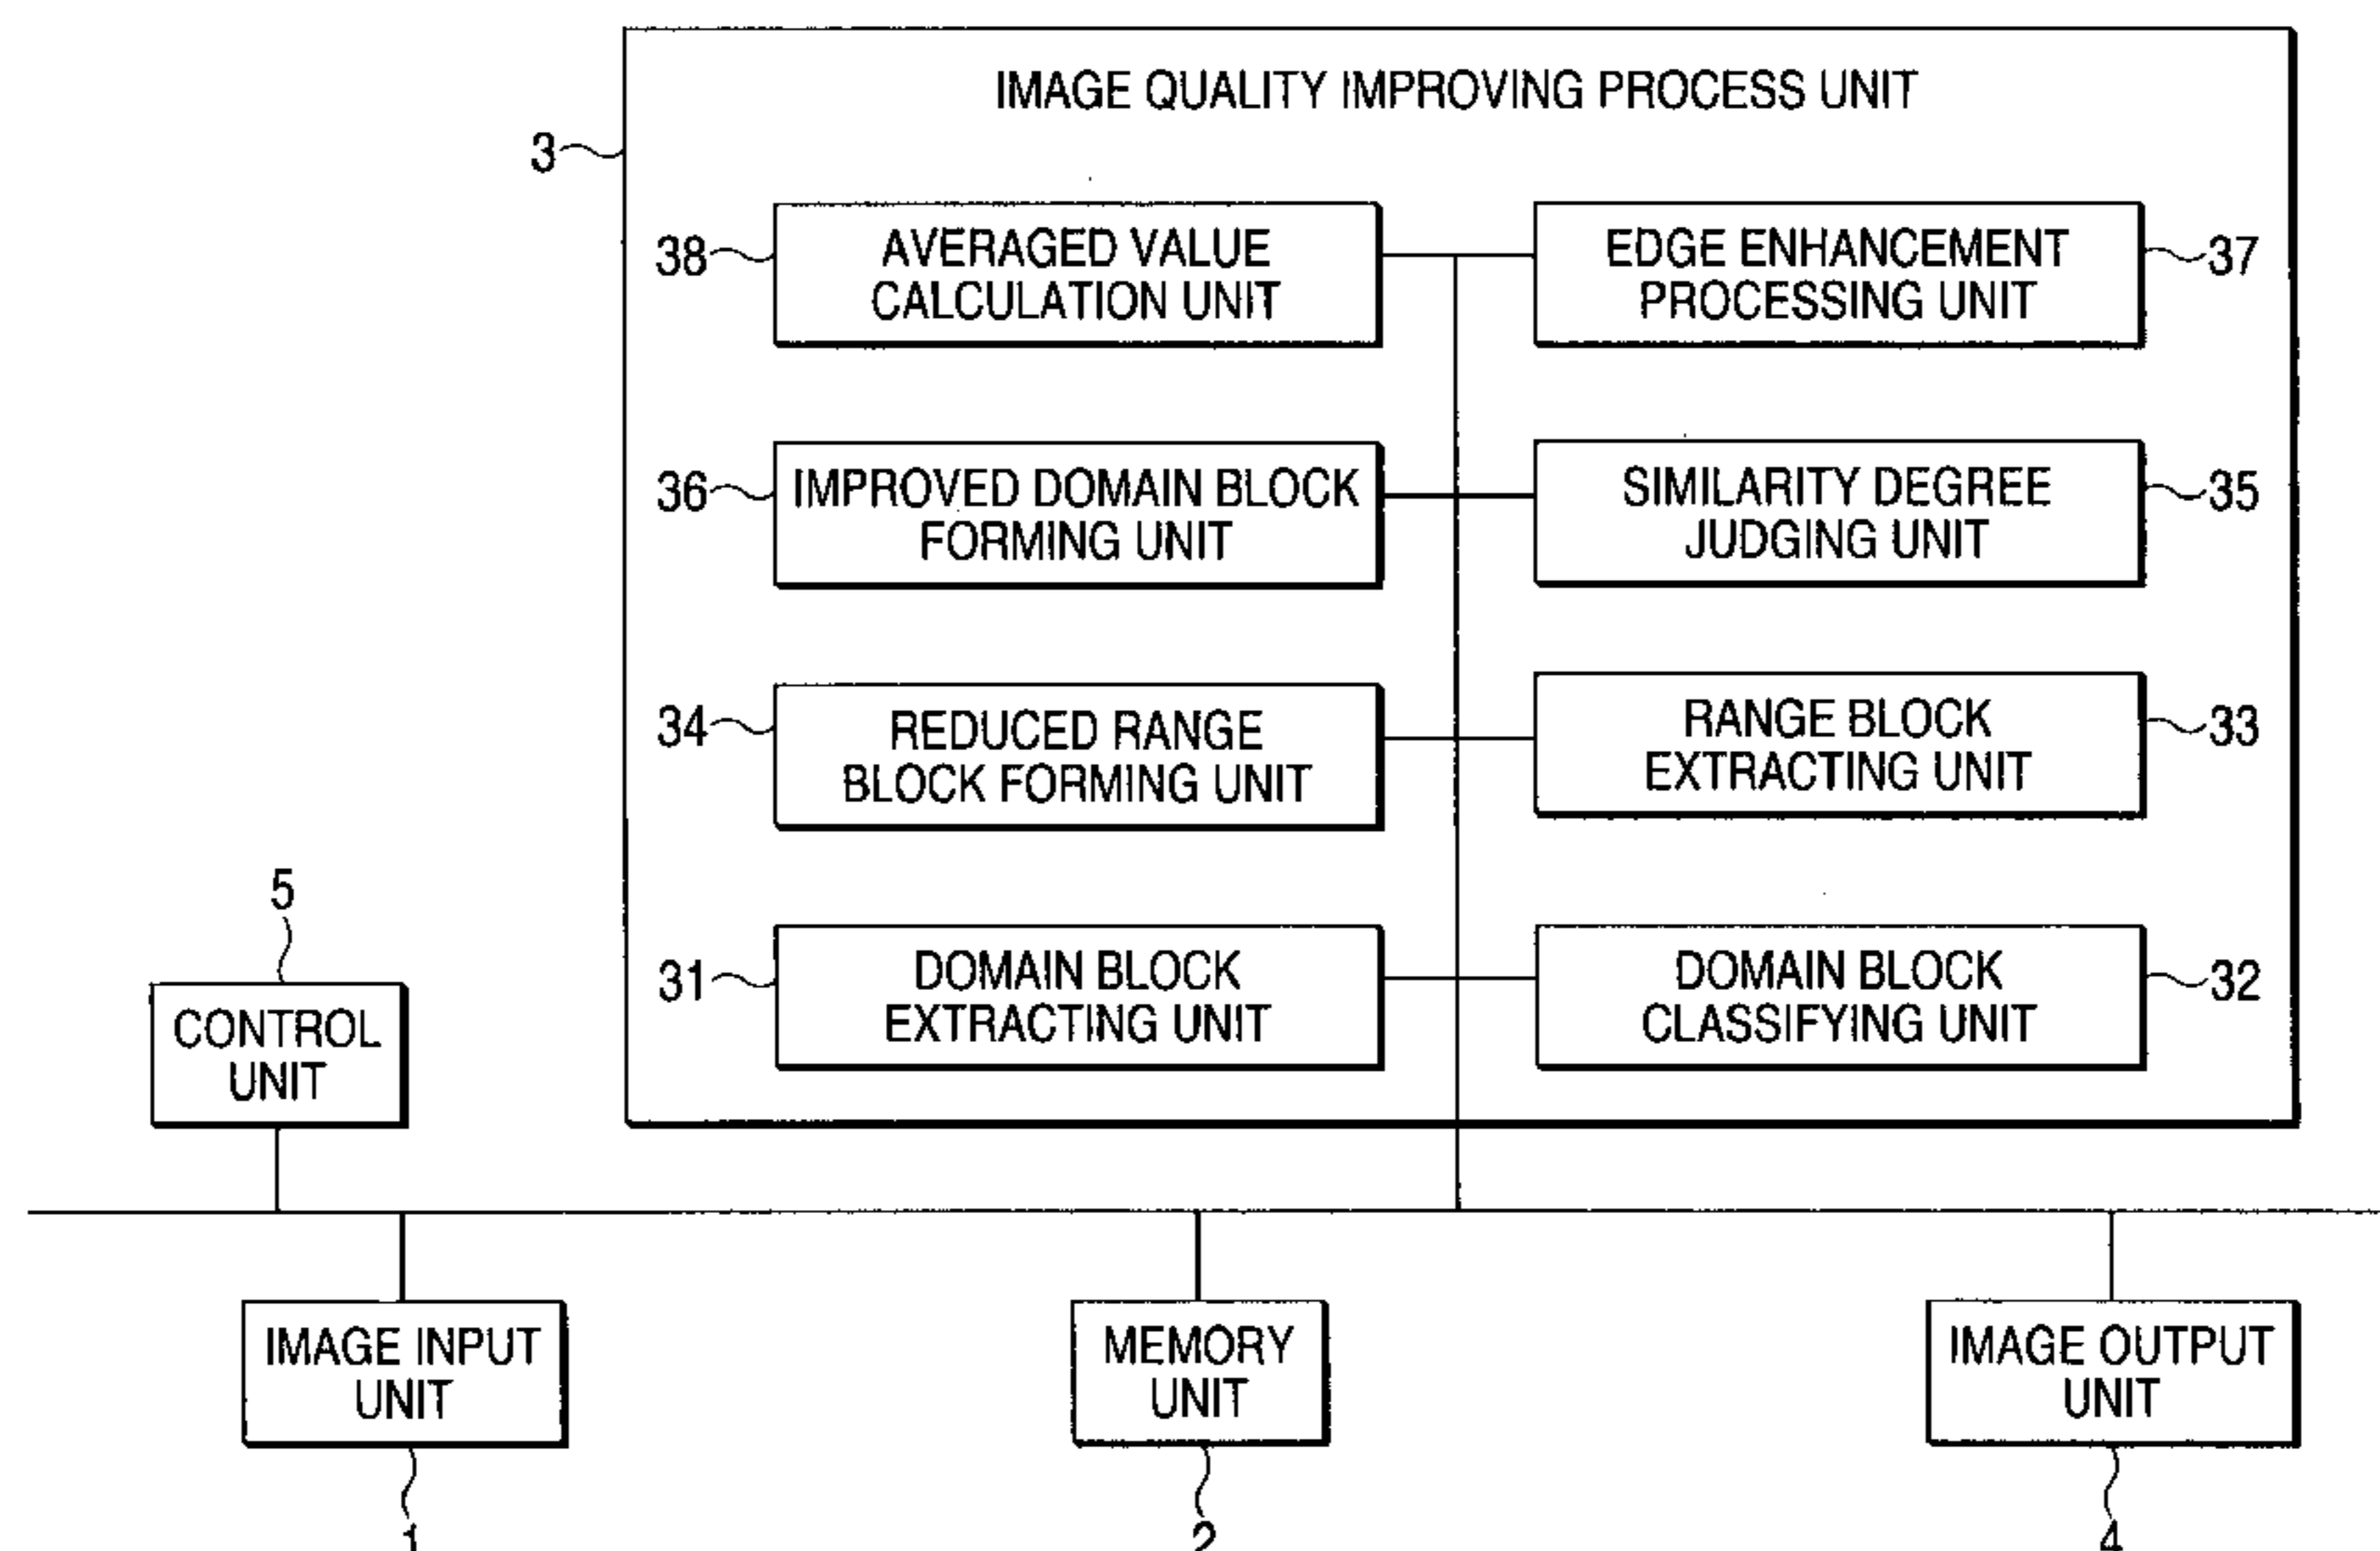 IMAGE QUALITY IMPROVING PROCESS UNIT
3
38
AVERAGED VALUE
CALCULATION UNIT
EDGE ENHANCEMENT
PROCESSING UNIT
37
36
IMPROVED DOMAIN BLOCK
FORMING UNIT
SIMILARITY DEGREE
JUDGING UNIT
35
34
REDUCED RANGE
BLOCK FORMING UNIT
RANGE BLOCK
EXTRACTING UNIT
33
31
DOMAIN BLOCK
EXTRACTING UNIT
DOMAIN BLOCK
CLASSIFYING UNIT
32
5
CONTROL
UNIT
IMAGE INPUT
UNIT
MEMORY
UNIT
IMAGE OUTPUT
UNIT
1
2
4